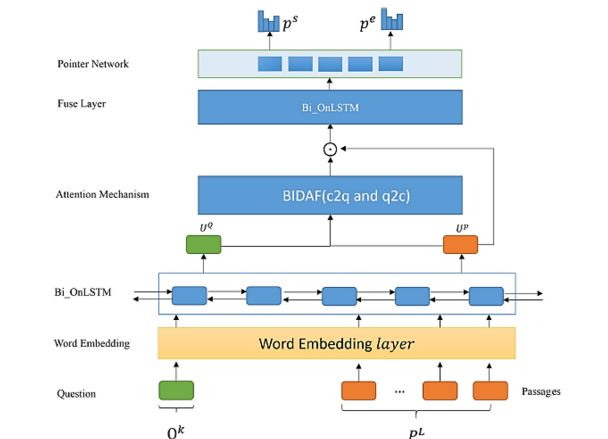 p^s p^e
Pointer Network
Fuse Layer Bi_OnLSTM
Attention Mechanism BIDAF(c2q and q2c)
U^Q U^P
Bi_OnLSTM
Word Embedding Word Embedding layer
Question ... Passages
Q^k P^L